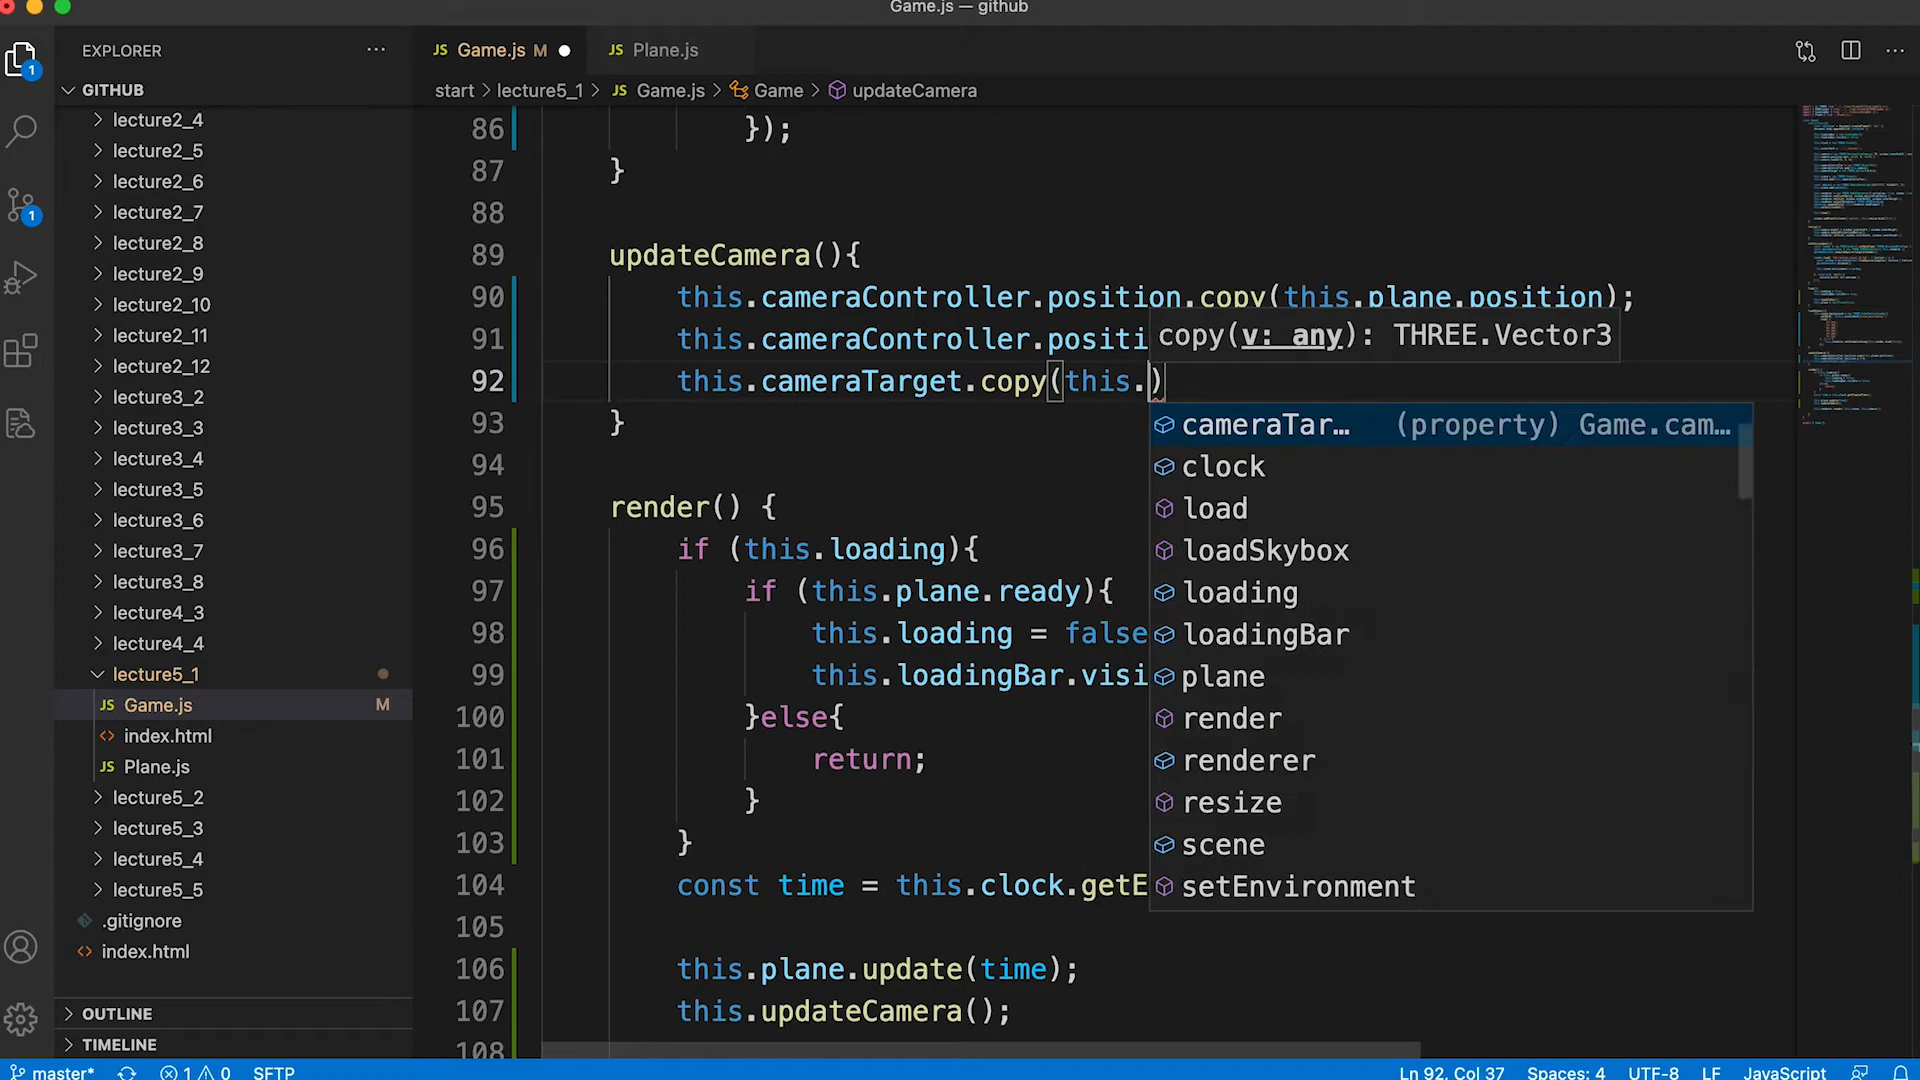 Game.js — github
EXPLORER
JS Game.js M
JS Plane.js
GITHUB
start > lecture5_1 > JS Game.js > Game > updateCamera
1
1
lecture2_4
lecture2_5
lecture2_6
lecture2_7
lecture2_8
lecture2_9
lecture2_10
lecture2_11
lecture2_12
lecture3_2
lecture3_3
lecture3_4
lecture3_5
lecture3_6
lecture3_7
lecture3_8
lecture4_3
lecture4_4
lecture5_1
JS Game.js M
<> index.html
JS Plane.js
lecture5_2
lecture5_3
lecture5_4
lecture5_5
.gitignore
<> index.html
OUTLINE
TIMELINE
86 });
87 }
88
89 updateCamera(){
90 this.cameraController.position.copy(this.plane.position);
91 this.cameraController.positi
92 this.cameraTarget.copy(this.)
93 }
94
95 render() {
96 if (this.loading){
97 if (this.plane.ready){
98 this.loading = false
99 this.loadingBar.visi
100 }else{
101 return;
102 }
103 }
104 const time = this.clock.getE
105
106 this.plane.update(time);
107 this.updateCamera();
108
copy(v: any): THREE.Vector3
cameraTar… (property) Game.cam…
clock
load
loadSkybox
loading
loadingBar
plane
render
renderer
resize
scene
setEnvironment
master* 1 0 SFTP
Ln 92, Col 37 Spaces: 4 UTF-8 LF JavaScript